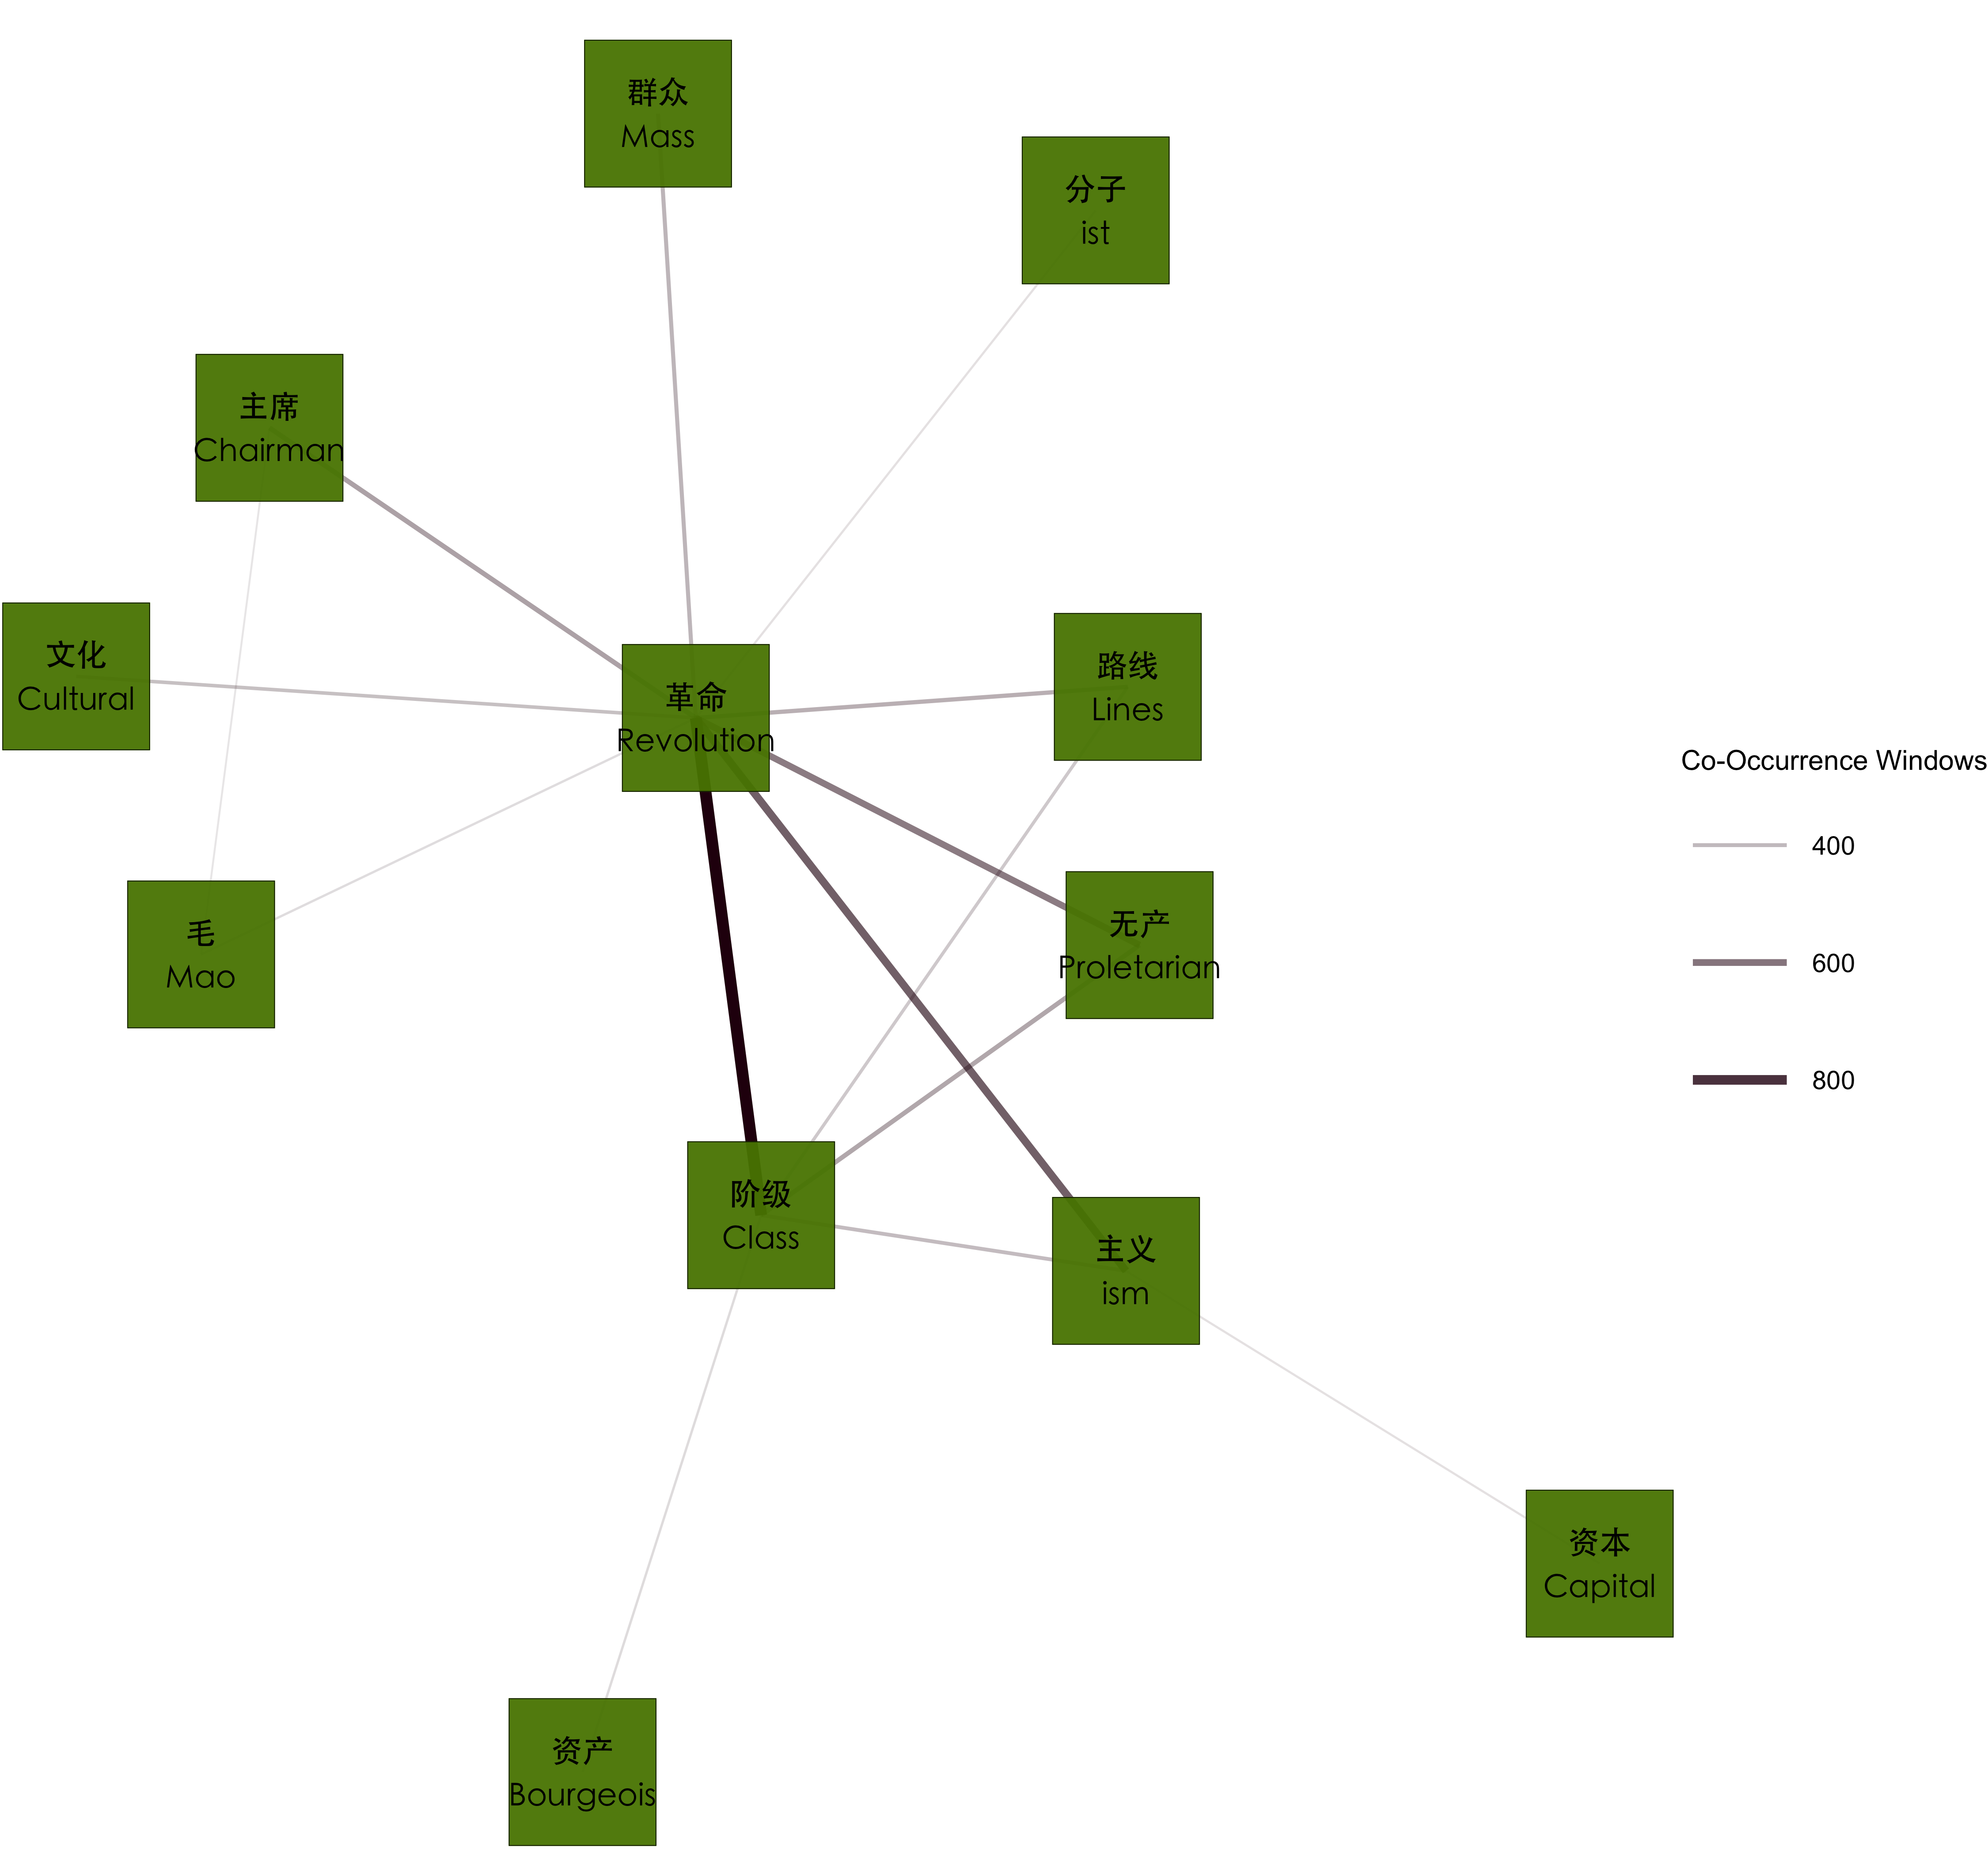 群众
Mass
分子
ist
主席
Chairman
文化
Cultural
革命
Revolution
路线
Lines
毛
Mao
无产
Proletarian
阶级
Class
主义
ism
资本
Capital
资产
Bourgeois
Co-Occurrence Windows
400
600
800